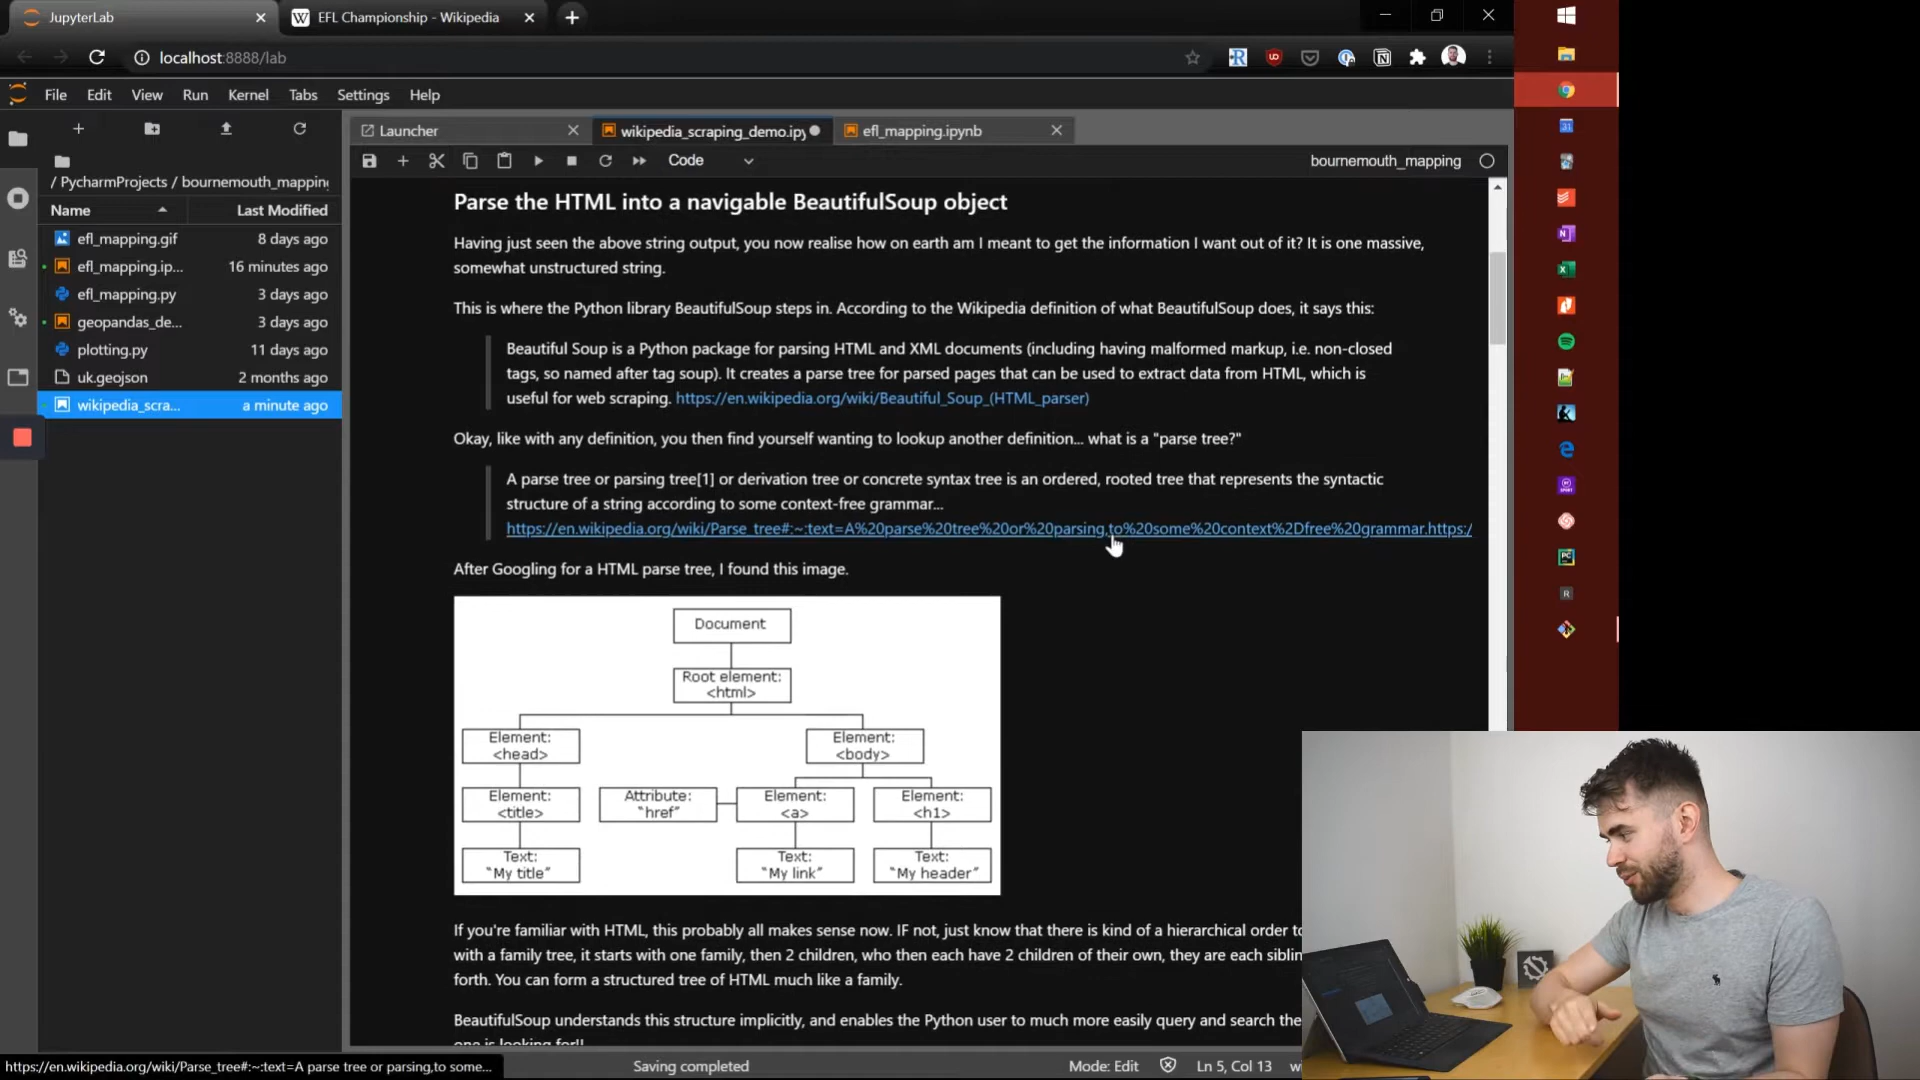 JupyterLab
W EFL Championship - Wikipedia
localhost:8888/lab
File Edit View Run Kernel Tabs Settings Help
Launcher
wikipedia_scraping_demo.ipy
efl_mapping.ipynb
Code
bournemouth_mapping
/ PycharmProjects / bournemouth_mapping
Name Last Modified
efl_mapping.gif 8 days ago
efl_mapping.ip... 16 minutes ago
efl_mapping.py 3 days ago
geopandas_de... 3 days ago
plotting.py 11 days ago
uk.geojson 2 months ago
wikipedia_scra... a minute ago
Parse the HTML into a navigable BeautifulSoup object
Having just seen the above string output, you now realise how on earth am I meant to get the information I want out of it? It is one massive,
somewhat unstructured string.
This is where the Python library BeautifulSoup steps in. According to the Wikipedia definition of what BeautifulSoup does, it says this:
Beautiful Soup is a Python package for parsing HTML and XML documents (including having malformed markup, i.e. non-closed
tags, so named after tag soup). It creates a parse tree for parsed pages that can be used to extract data from HTML, which is
useful for web scraping. https://en.wikipedia.org/wiki/Beautiful_Soup_(HTML_parser)
Okay, like with any definition, you then find yourself wanting to lookup another definition... what is a "parse tree?"
A parse tree or parsing tree[1] or derivation tree or concrete syntax tree is an ordered, rooted tree that represents the syntactic
structure of a string according to some context-free grammar...
https://en.wikipedia.org/wiki/Parse_tree#:~:text=A%20parse%20tree%20or%20parsing,to%20some%20context%2Dfree%20grammar.https:/
After Googling for a HTML parse tree, I found this image.
Document
Root element:
<html>
Element:
<head>
Element:
<body>
Element:
<title>
Attribute:
"href"
Element:
<a>
Element:
<h1>
Text:
"My title"
Text:
"My link"
Text:
"My header"
If you're familiar with HTML, this probably all makes sense now. IF not, just know that there is kind of a hierarchical order to
with a family tree, it starts with one family, then 2 children, who then each have 2 children of their own, they are each siblin
forth. You can form a structured tree of HTML much like a family.
BeautifulSoup understands this structure implicitly, and enables the Python user to much more easily query and search the
one is looking for!!
https://en.wikipedia.org/wiki/Parse_tree#:~:text=A parse tree or parsing,to some...
Saving completed
Mode: Edit
Ln 5, Col 13